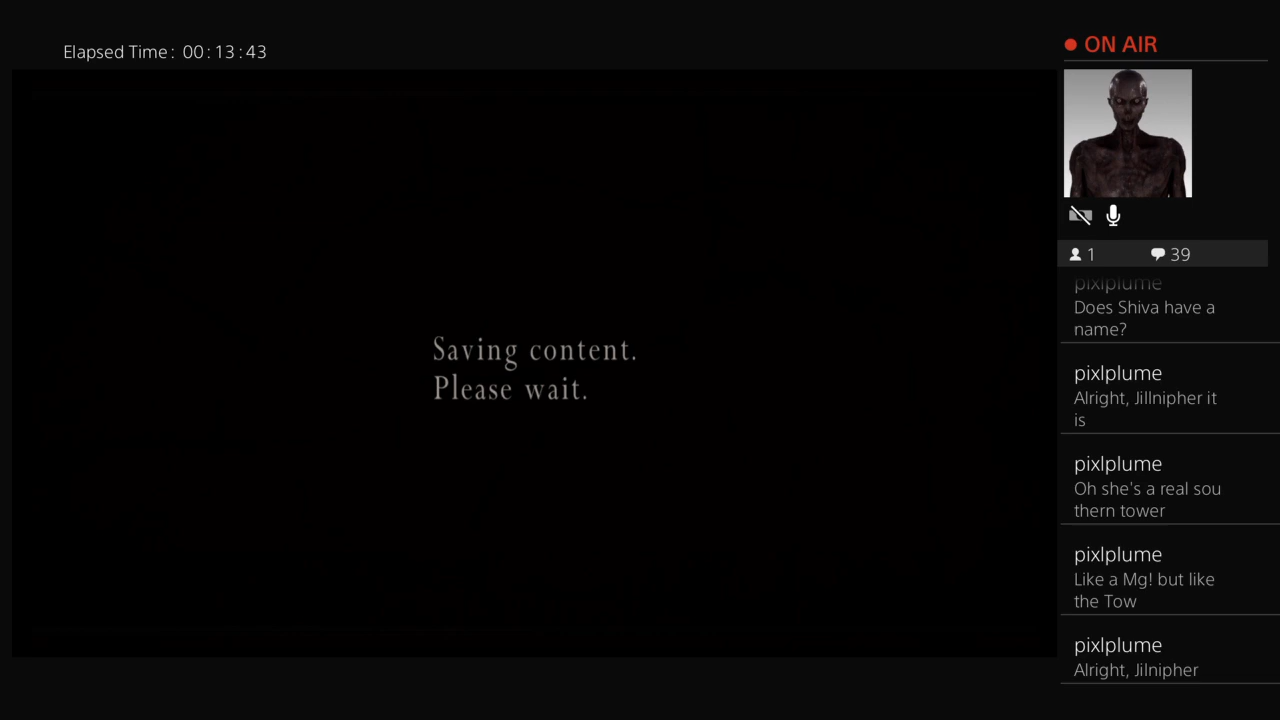 Elapsed Time: 00:13:43
ON AIR
1 39
pixlplume
Does Shiva have a
name?
pixlplume
Alright, Jillnipher it
is
pixlplume
Oh she's a real sou
thern tower
pixlplume
Like a Mg! but like
the Tow
pixlplume
Alright, Jilnipher
Saving content.
Please wait.